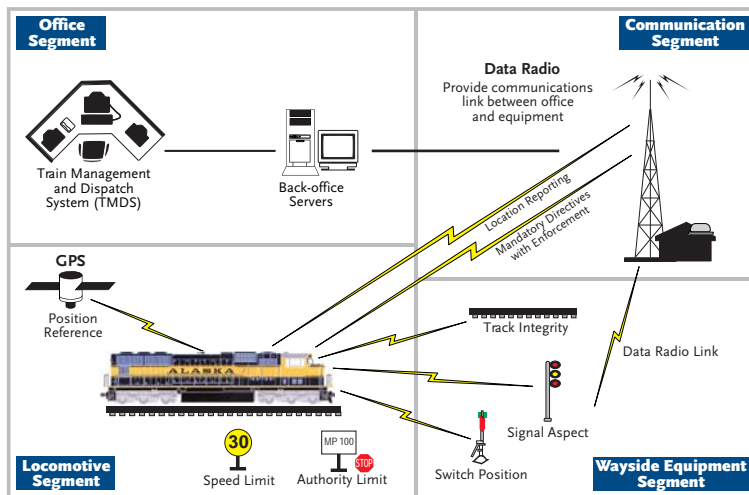 Office
Segment
Communication
Segment
Data Radio
Provide communications
link between office
and equipment
Train Management
and Dispatch
System (TMDS)
Back-office
Servers
Location Reporting
Mandatory Directives
with Enforcement
GPS
Position
Reference
Track Integrity
Data Radio Link
ALASKA
Signal Aspect
Switch Position
30
Speed Limit
MP 100
STOP
Authority Limit
Locomotive
Segment
Wayside Equipment
Segment